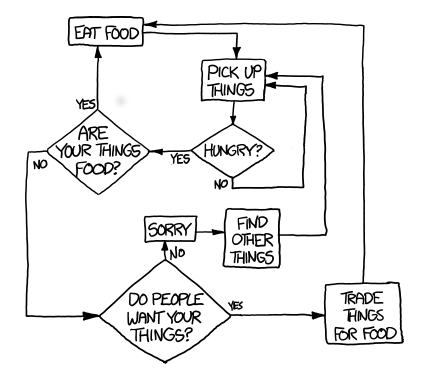 EAT FOOD
PICK UP
THINGS
YES
ARE
YOUR THINGS
FOOD?
YES
HUNGRY?
NO
NO
SORRY
FIND
OTHER
THINGS
NO
DO PEOPLE
WANT YOUR
THINGS?
YES
TRADE
THINGS
FOR FOOD